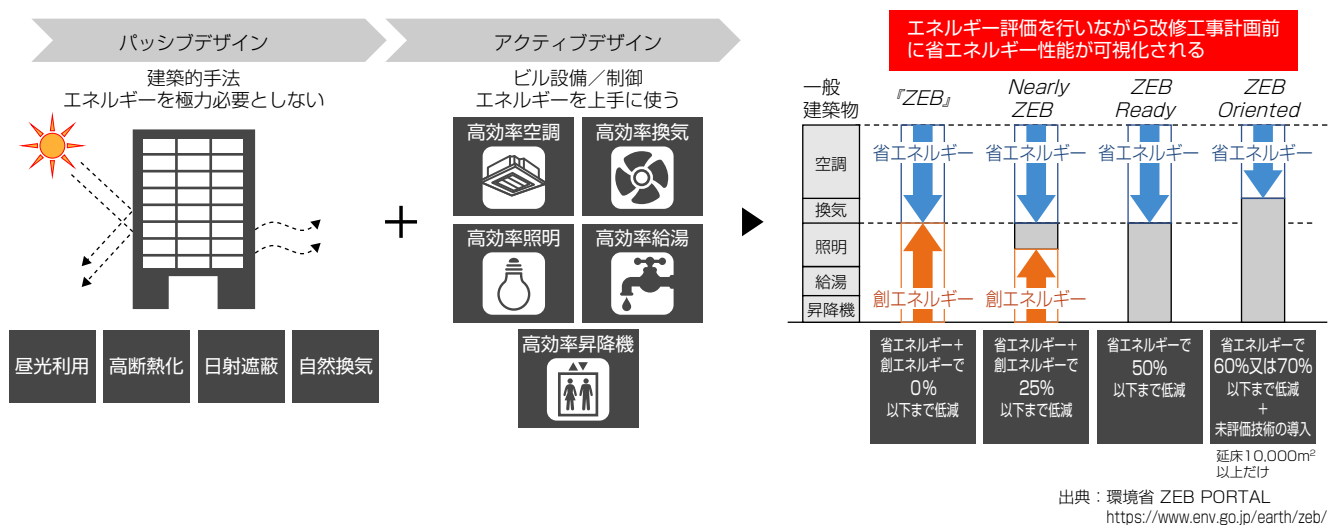 パッシブデザイン
建築的手法
エネルギーを極力必要としない
昼光利用
高断熱化
日射遮蔽
自然換気
+
アクティブデザイン
ビル設備／制御
エネルギーを上手に使う
高効率空調
高効率換気
高効率照明
高効率給湯
高効率昇降機
エネルギー評価を行いながら改修工事計画前
に省エネルギー性能が可視化される
一般
建築物
『ZEB』
Nearly
ZEB
ZEB
Ready
ZEB
Oriented
空調
換気
照明
給湯
昇降機
省エネルギー
省エネルギー
省エネルギー
省エネルギー
創エネルギー
創エネルギー
省エネルギー＋
創エネルギーで
0%
以下まで低減
省エネルギー＋
創エネルギーで
25%
以下まで低減
省エネルギーで
50%
以下まで低減
省エネルギーで
60%又は70%
以下まで低減
＋
未評価技術の導入
延床10,000m²
以上だけ
出典：環境省 ZEB PORTAL
https://www.env.go.jp/earth/zeb/